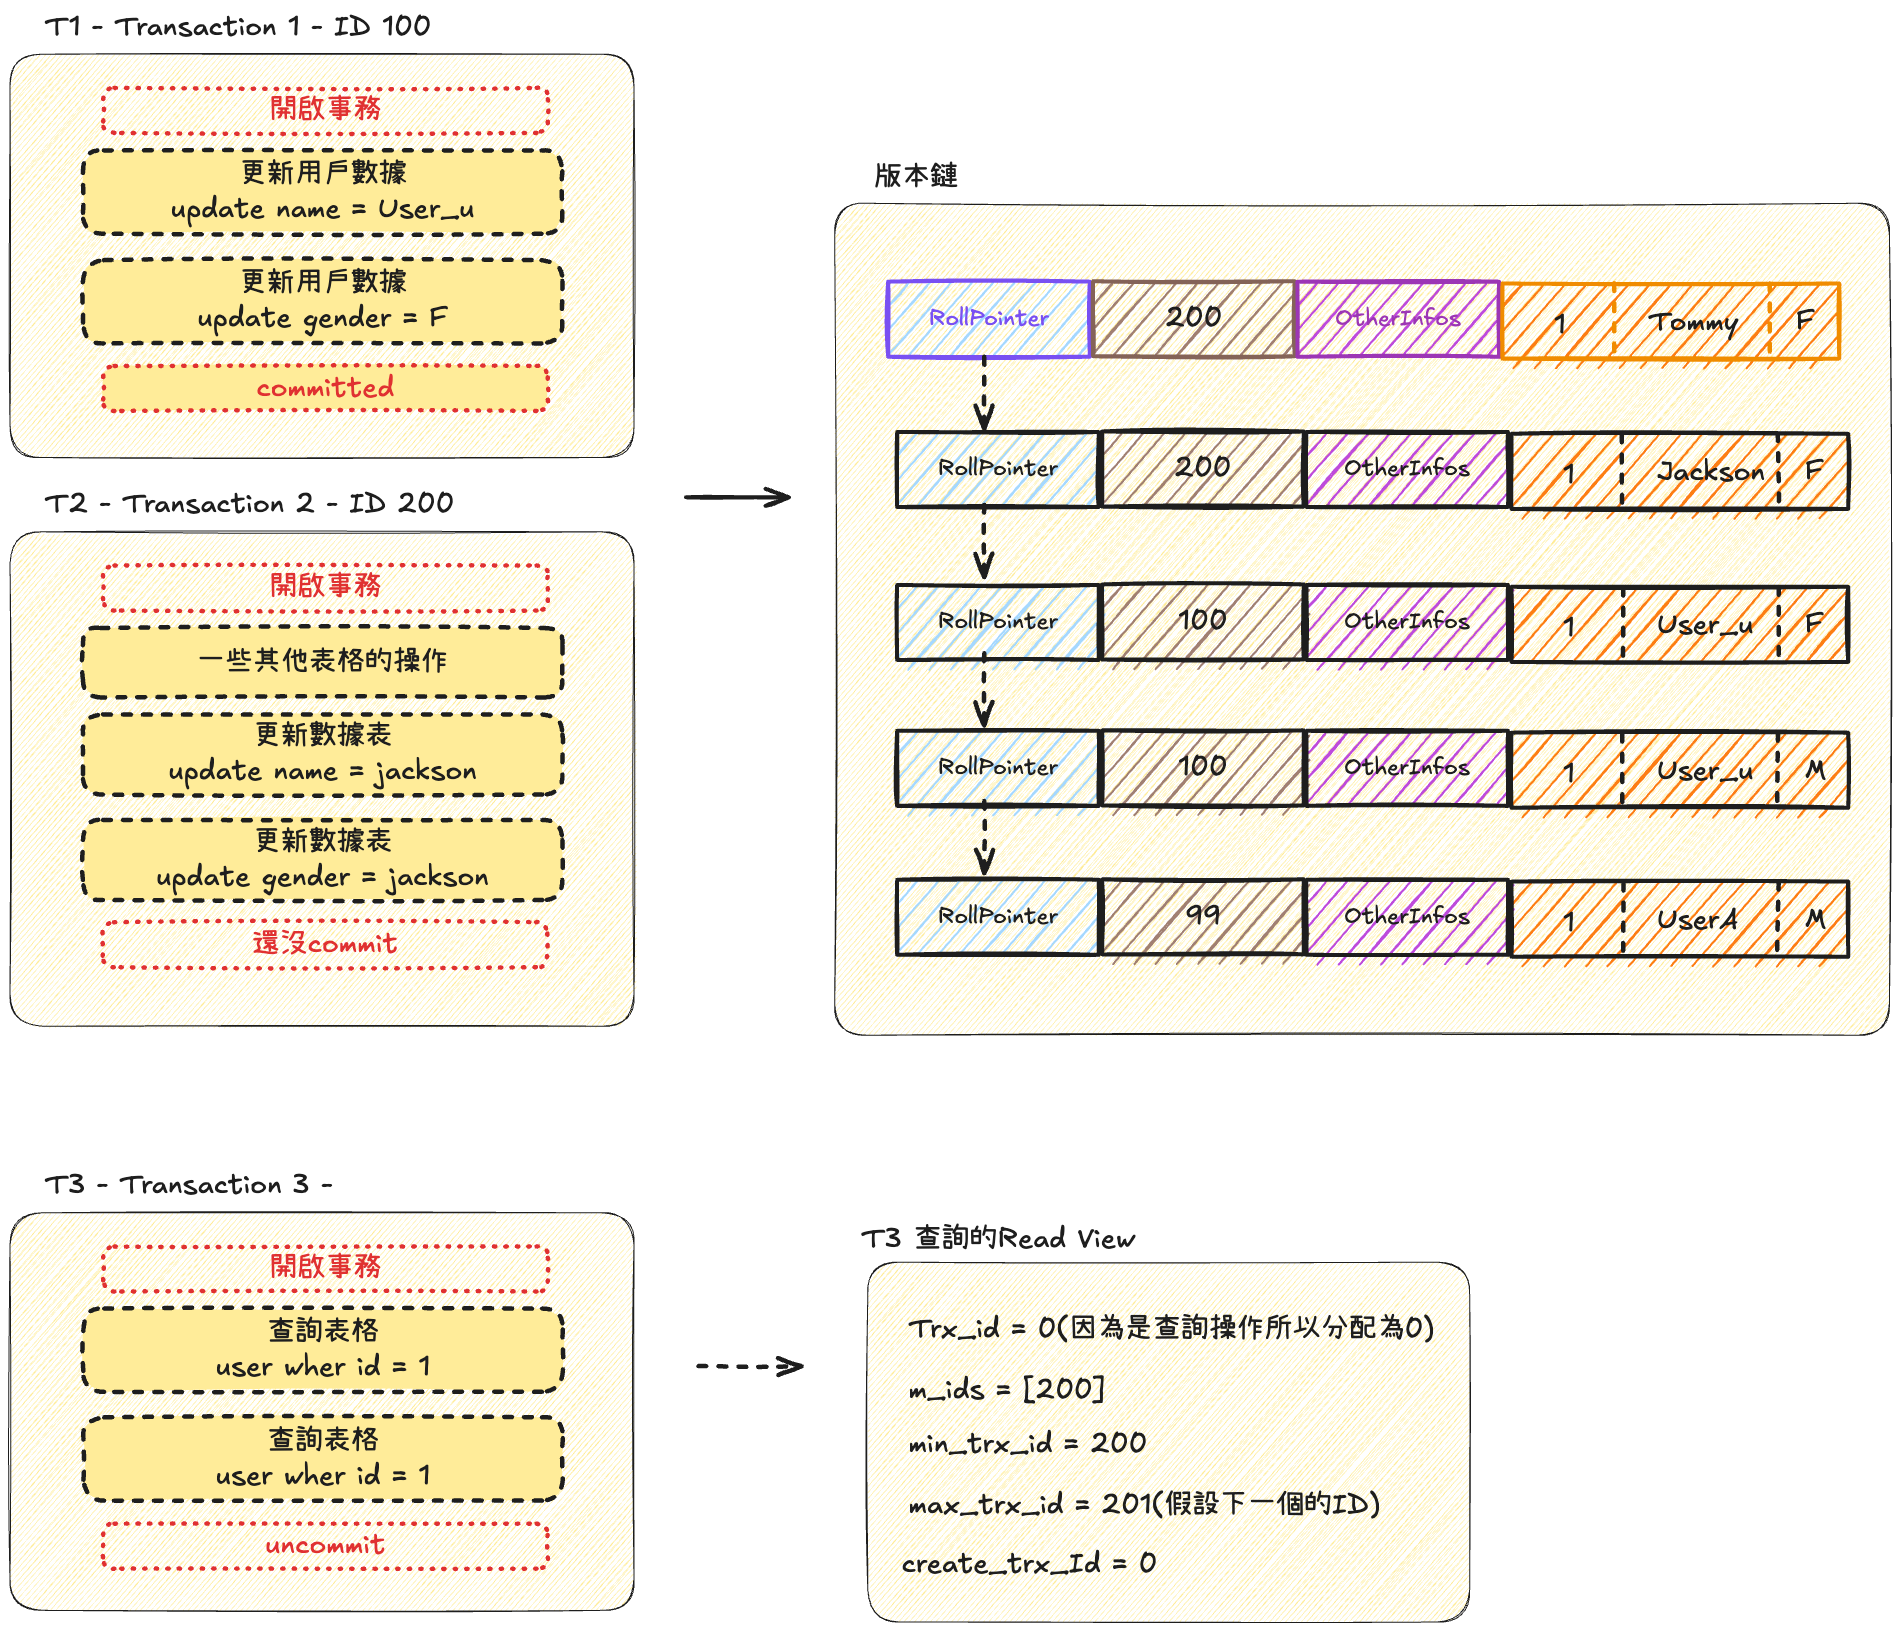 T1 - Transaction 1 - ID 100
開啟事務
更新用戶數據
update name = User_u
更新用戶數據
update gender = F
committed
T2 - Transaction 2 - ID 200
開啟事務
一些其他表格的操作
更新數據表
update name = jackson
更新數據表
update gender = jackson
還沒commit
版本鏈
RollPointer 200 OtherInfos 1 Tommy F
RollPointer 200 OtherInfos 1 Jackson F
RollPointer 100 OtherInfos 1 User_u F
RollPointer 100 OtherInfos 1 User_u M
RollPointer 99 OtherInfos 1 UserA M
T3 - Transaction 3 -
開啟事務
查詢表格
user wher id = 1
查詢表格
user wher id = 1
uncommit
T3 查詢的Read View
Trx_id = 0(因為是查詢操作所以分配為0)
m_ids = [200]
min_trx_id = 200
max_trx_id = 201(假設下一個的ID)
create_trx_Id = 0